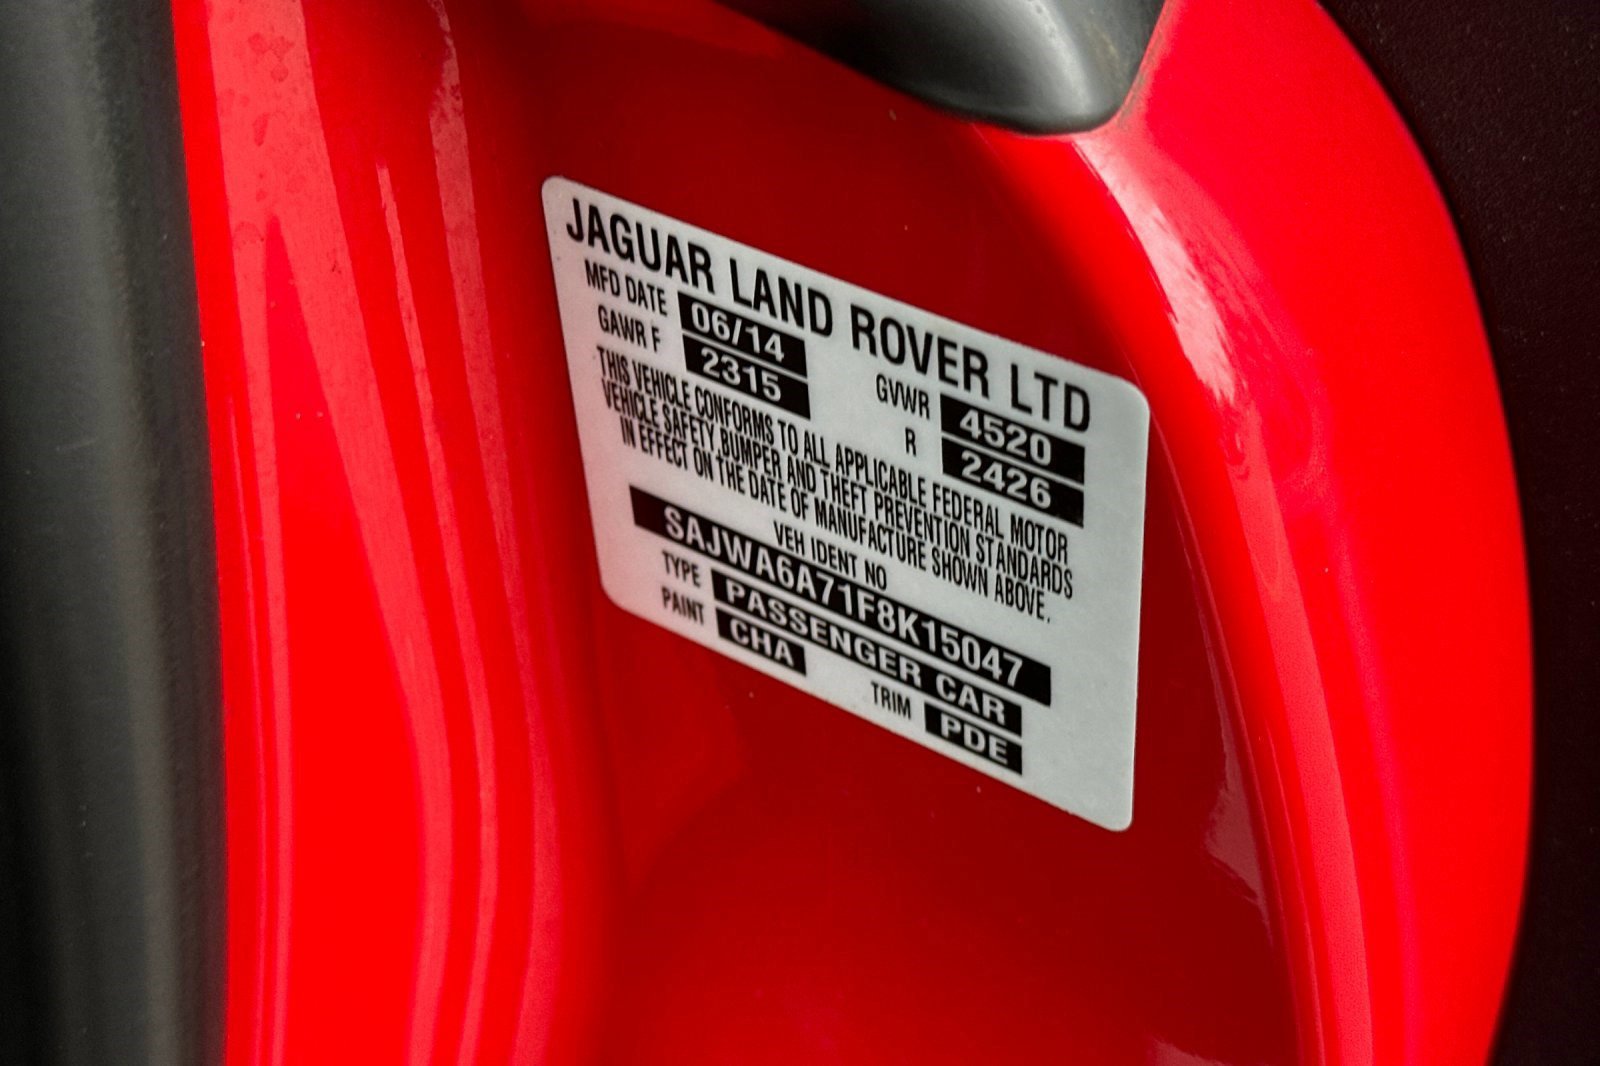 JAGUAR LAND ROVER LTD
MFD DATE 06/14 GVWR 4520
GAWR F 2315 R 2426
THIS VEHICLE CONFORMS TO ALL APPLICABLE FEDERAL MOTOR
VEHICLE SAFETY, BUMPER AND THEFT PREVENTION STANDARDS
IN EFFECT ON THE DATE OF MANUFACTURE SHOWN ABOVE.
VEH IDENT NO
SAJWA6A71F8K15047
TYPE PASSENGER CAR
PAINT CHA TRIM PDE